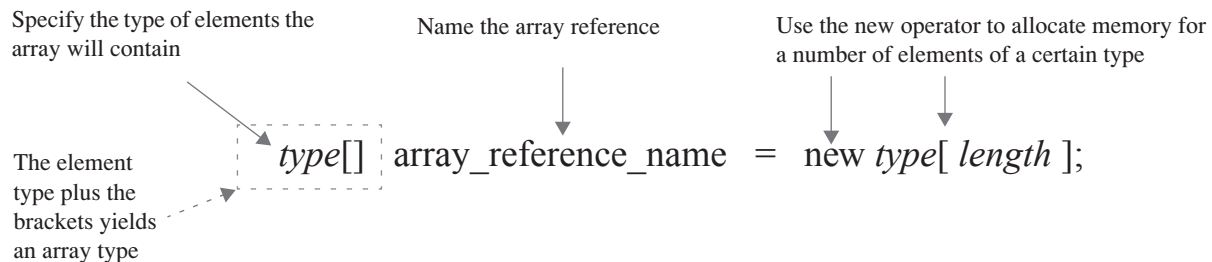 Specify the type of elements the
array will contain
Name the array reference
Use the new operator to allocate memory for
a number of elements of a certain type
type[] array_reference_name = new type[ length ];
The element
type plus the
brackets yields
an array type